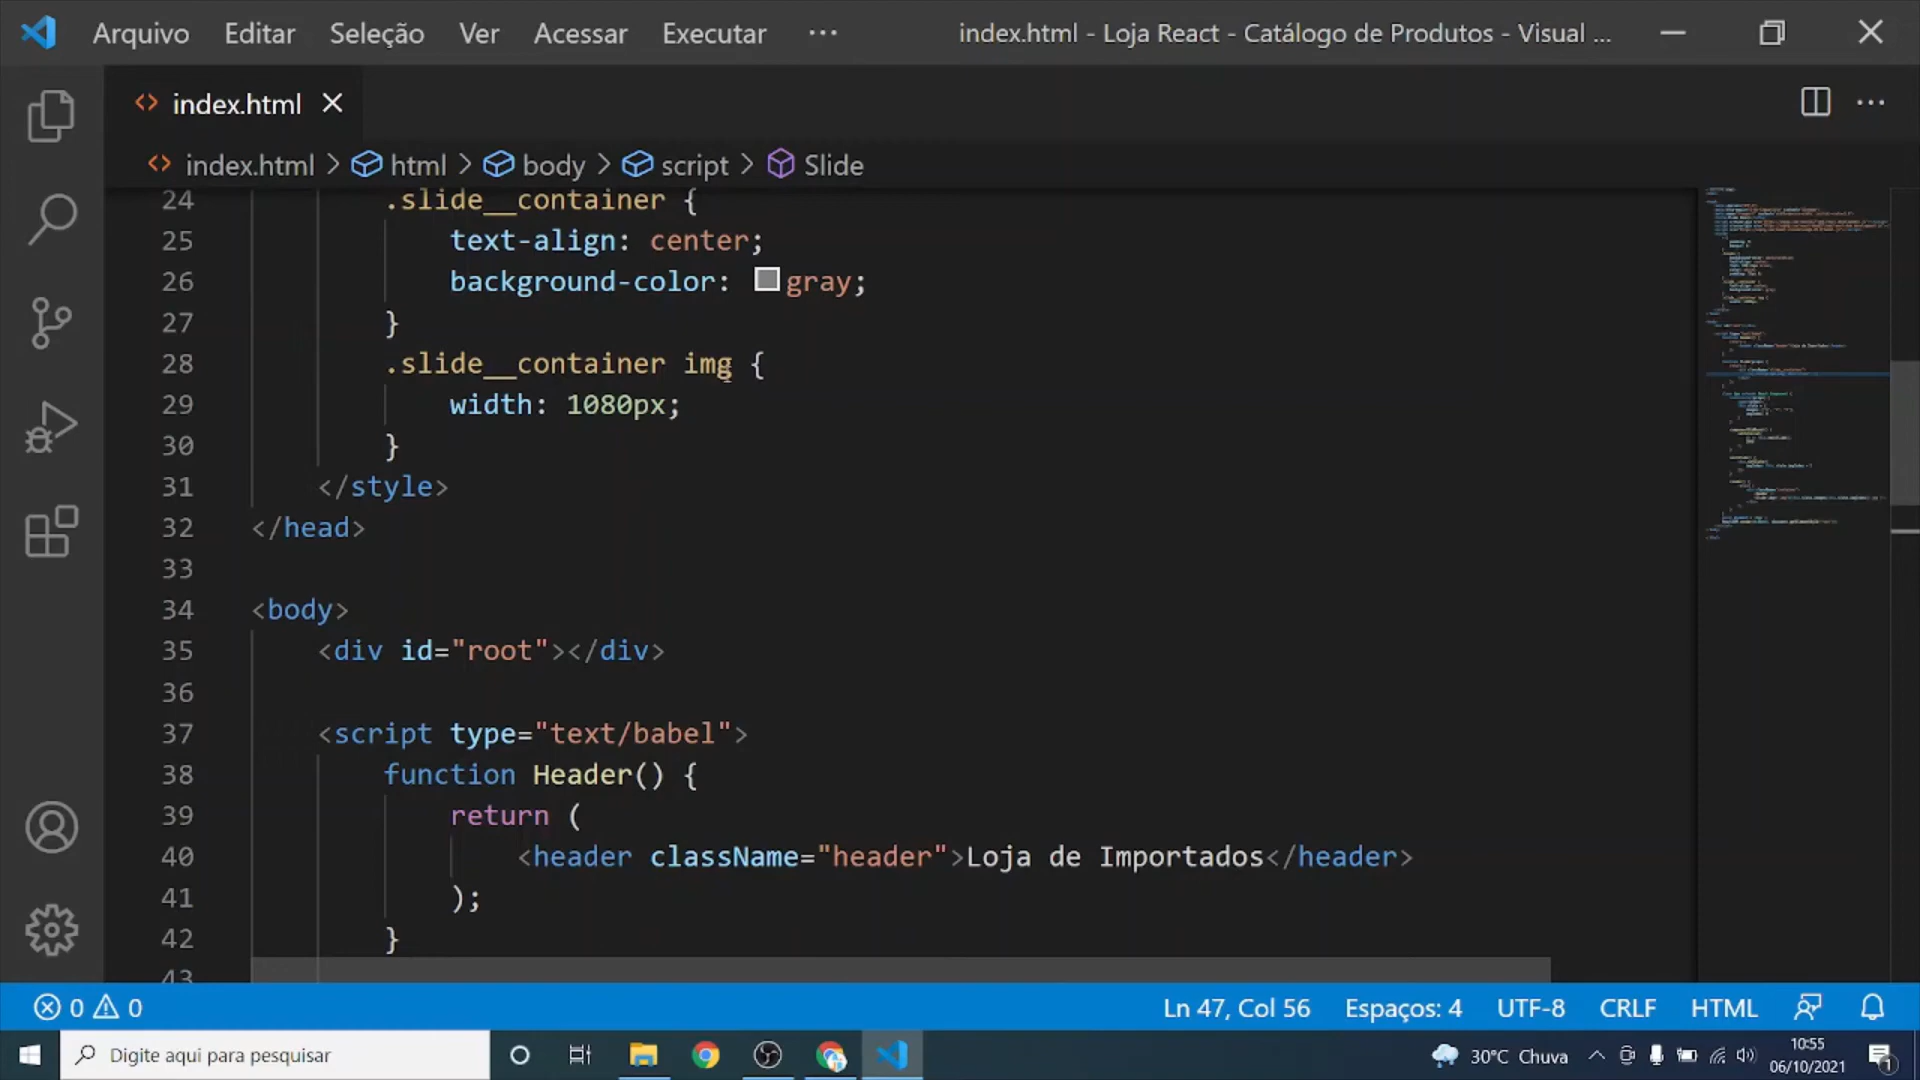 Arquivo Editar Seleção Ver Acessar Executar ··· index.html - Loja React - Catálogo de Produtos - Visual ...
index.html
index.html > html > body > script > Slide
24 .slide__container {
25 text-align: center;
26 background-color: gray;
27 }
28 .slide__container img {
29 width: 1080px;
30 }
31 </style>
32 </head>
33
34 <body>
35 <div id="root"></div>
36
37 <script type="text/babel">
38 function Header() {
39 return (
40 <header className="header">Loja de Importados</header>
41 );
42 }
43
0 0 Ln 47, Col 56 Espaços: 4 UTF-8 CRLF HTML
Digite aqui para pesquisar 30°C Chuva 10:55
06/10/2021 1